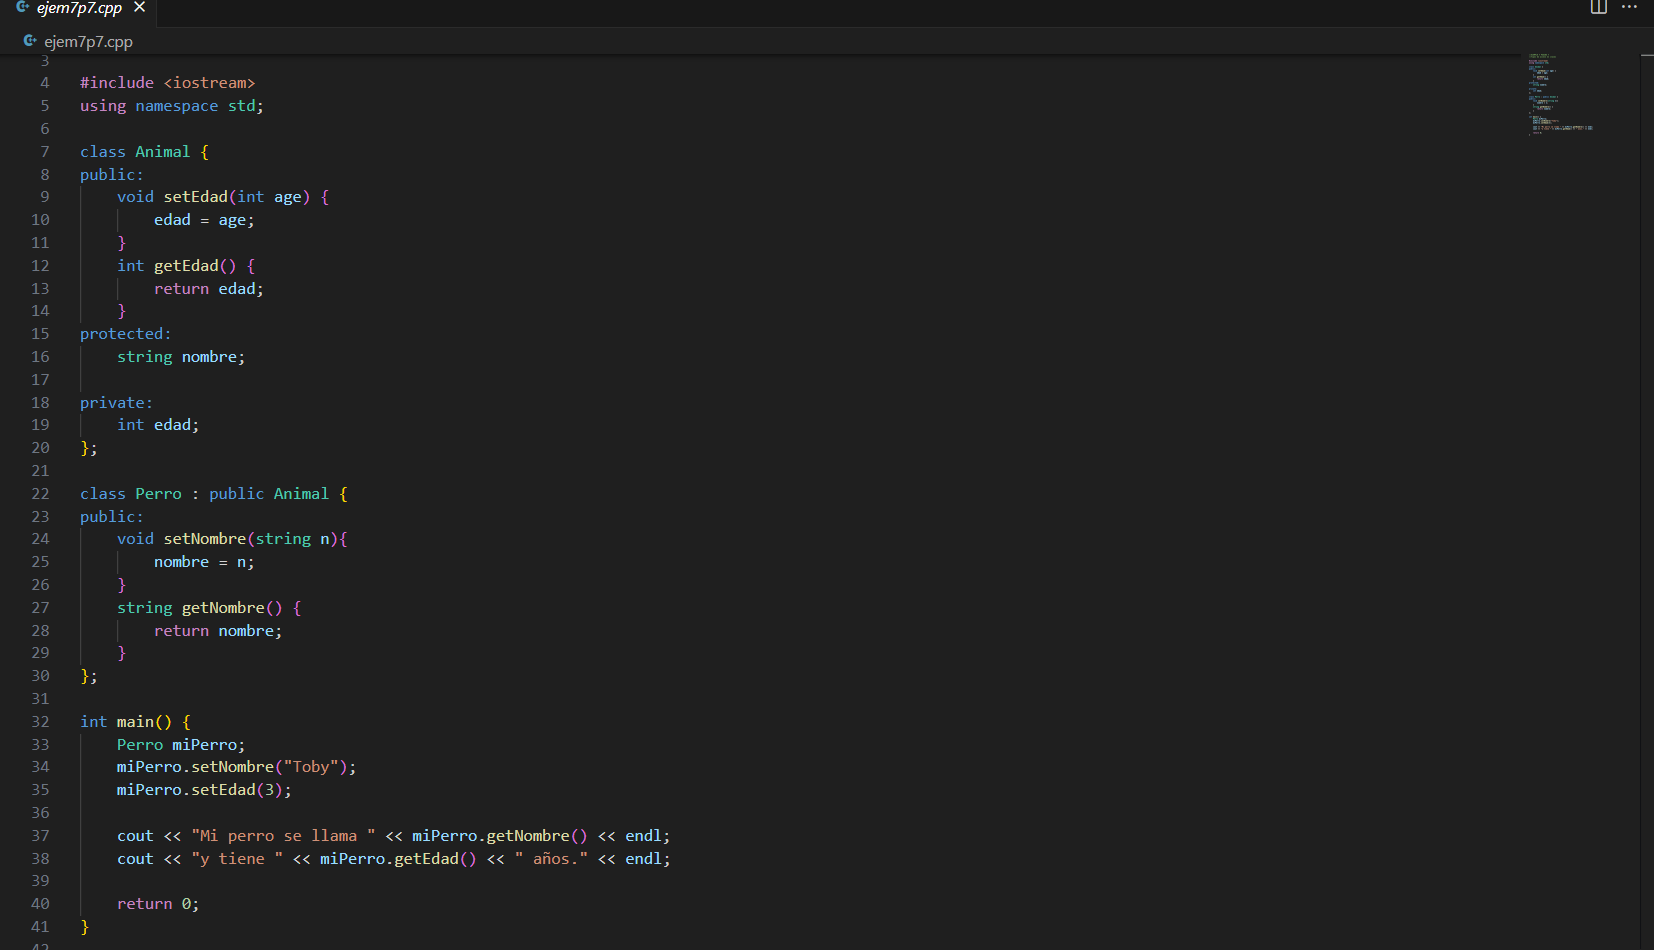 ejem7p7.cpp
ejem7p7.cpp
3
4 #include <iostream>
5 using namespace std;
6
7 class Animal {
8 public:
9     void setEdad(int age) {
10         edad = age;
11     }
12     int getEdad() {
13         return edad;
14     }
15 protected:
16     string nombre;
17
18 private:
19     int edad;
20 };
21
22 class Perro : public Animal {
23 public:
24     void setNombre(string n){
25         nombre = n;
26     }
27     string getNombre() {
28         return nombre;
29     }
30 };
31
32 int main() {
33     Perro miPerro;
34     miPerro.setNombre("Toby");
35     miPerro.setEdad(3);
36
37     cout << "Mi perro se llama " << miPerro.getNombre() << endl;
38     cout << "y tiene " << miPerro.getEdad() << " años." << endl;
39
40     return 0;
41 }
42